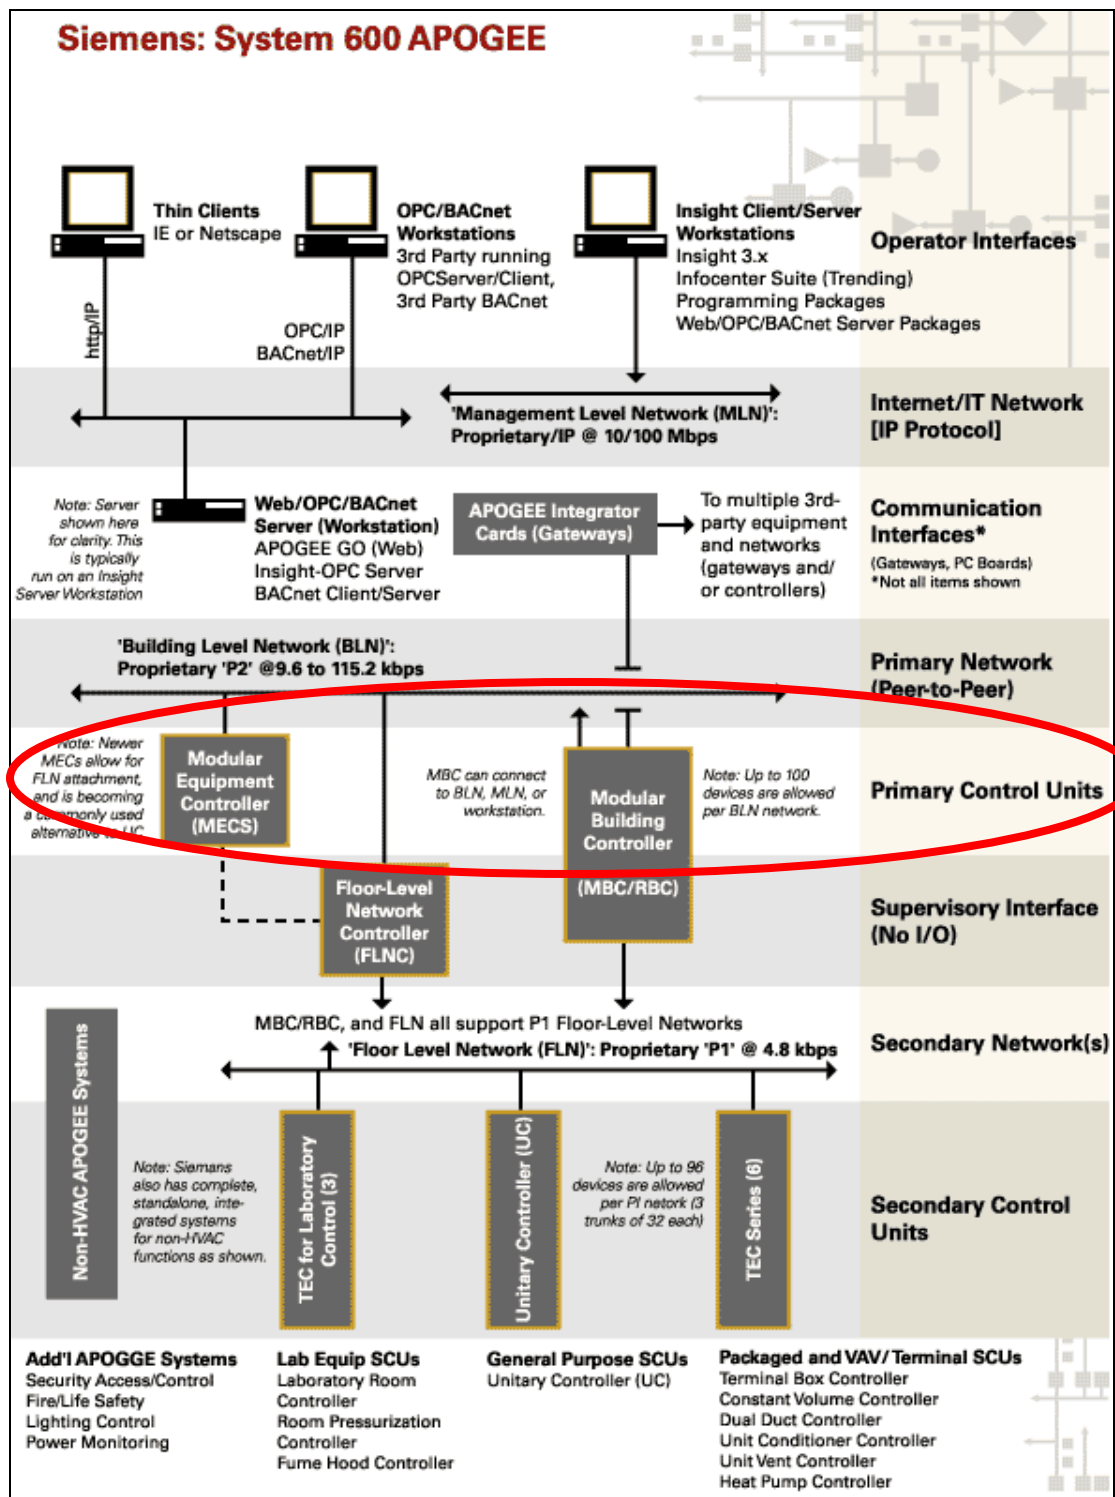 Siemens: System 600 APOGEE
Thin Clients
IE or Netscape
OPC/BACnet
Workstations
3rd Party running
OPCServer/Client,
3rd Party BACnet
Insight Client/Server
Workstations
Insight 3.x
Infocenter Suite (Trending)
Programming Packages
Web/OPC/BACnet Server Packages
Operator Interfaces
http/IP
OPC/IP
BACnet/IP
'Management Level Network (MLN)':
Proprietary/IP @ 10/100 Mbps
Internet/IT Network
[IP Protocol]
Note: Server
shown here
for clarity. This
is typically
run on an Insight
Server Workstation
Web/OPC/BACnet
Server (Workstation)
APOGEE GO (Web)
Insight-OPC Server
BACnet Client/Server
APOGEE Integrator
Cards (Gateways)
To multiple 3rd-
party equipment
and networks
(gateways and/
or controllers)
Communication
Interfaces*
(Gateways, PC Boards)
*Not all items shown
'Building Level Network (BLN)':
Proprietary 'P2' @9.6 to 115.2 kbps
Primary Network
(Peer-to-Peer)
Note: Newer
MECs allow for
FLN attachment,
and is becoming
a commonly used
alternative to UC
Modular
Equipment
Controller
(MECS)
MBC can connect
to BLN, MLN, or
workstation.
Modular
Building
Controller
(MBC/RBC)
Note: Up to 100
devices are allowed
per BLN network.
Primary Control Units
Floor-Level
Network
Controller
(FLNC)
Supervisory Interface
(No I/O)
MBC/RBC, and FLN all support P1 Floor-Level Networks
'Floor Level Network (FLN)': Proprietary 'P1' @ 4.8 kbps
Secondary Network(s)
Non-HVAC APOGEE Systems
Note: Siemans
also has complete,
standalone, inte-
grated systems
for non-HVAC
functions as shown.
TEC for Laboratory
Control (3)
Unitary Controller (UC)
Note: Up to 96
devices are allowed
per PI netork (3
trunks of 32 each)
TEC Series (6)
Secondary Control
Units
Add'l APOGGE Systems
Security Access/Control
Fire/Life Safety
Lighting Control
Power Monitoring
Lab Equip SCUs
Laboratory Room
Controller
Room Pressurization
Controller
Fume Hood Controller
General Purpose SCUs
Unitary Controller (UC)
Packaged and VAV/Terminal SCUs
Terminal Box Controller
Constant Volume Controller
Dual Duct Controller
Unit Conditioner Controller
Unit Vent Controller
Heat Pump Controller